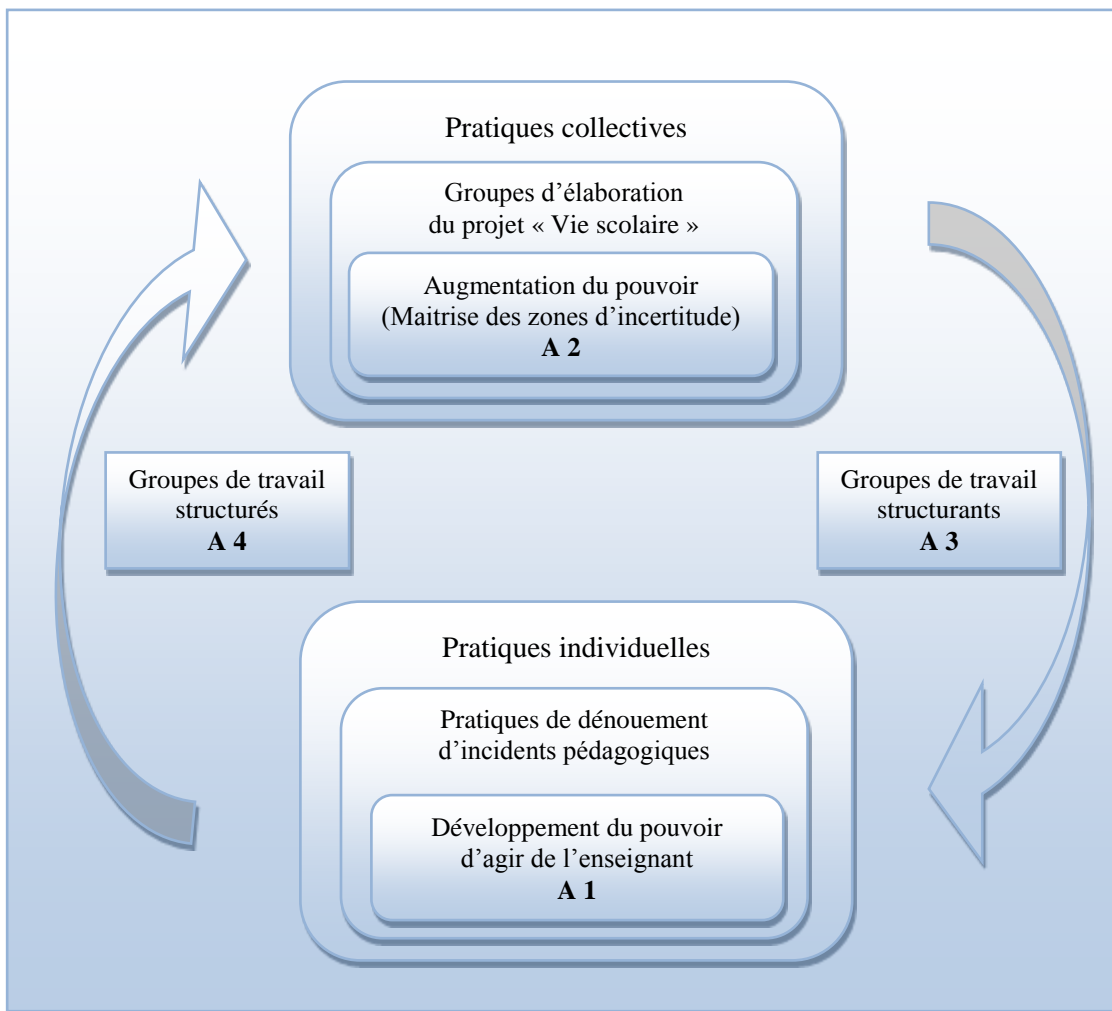 Pratiques collectives
Groupes d’élaboration
du projet « Vie scolaire »
Augmentation du pouvoir
(Maitrise des zones d’incertitude)
A 2
Groupes de travail
structurés
A 4
Groupes de travail
structurants
A 3
Pratiques individuelles
Pratiques de dénouement
d’incidents pédagogiques
Développement du pouvoir
d’agir de l’enseignant
A 1